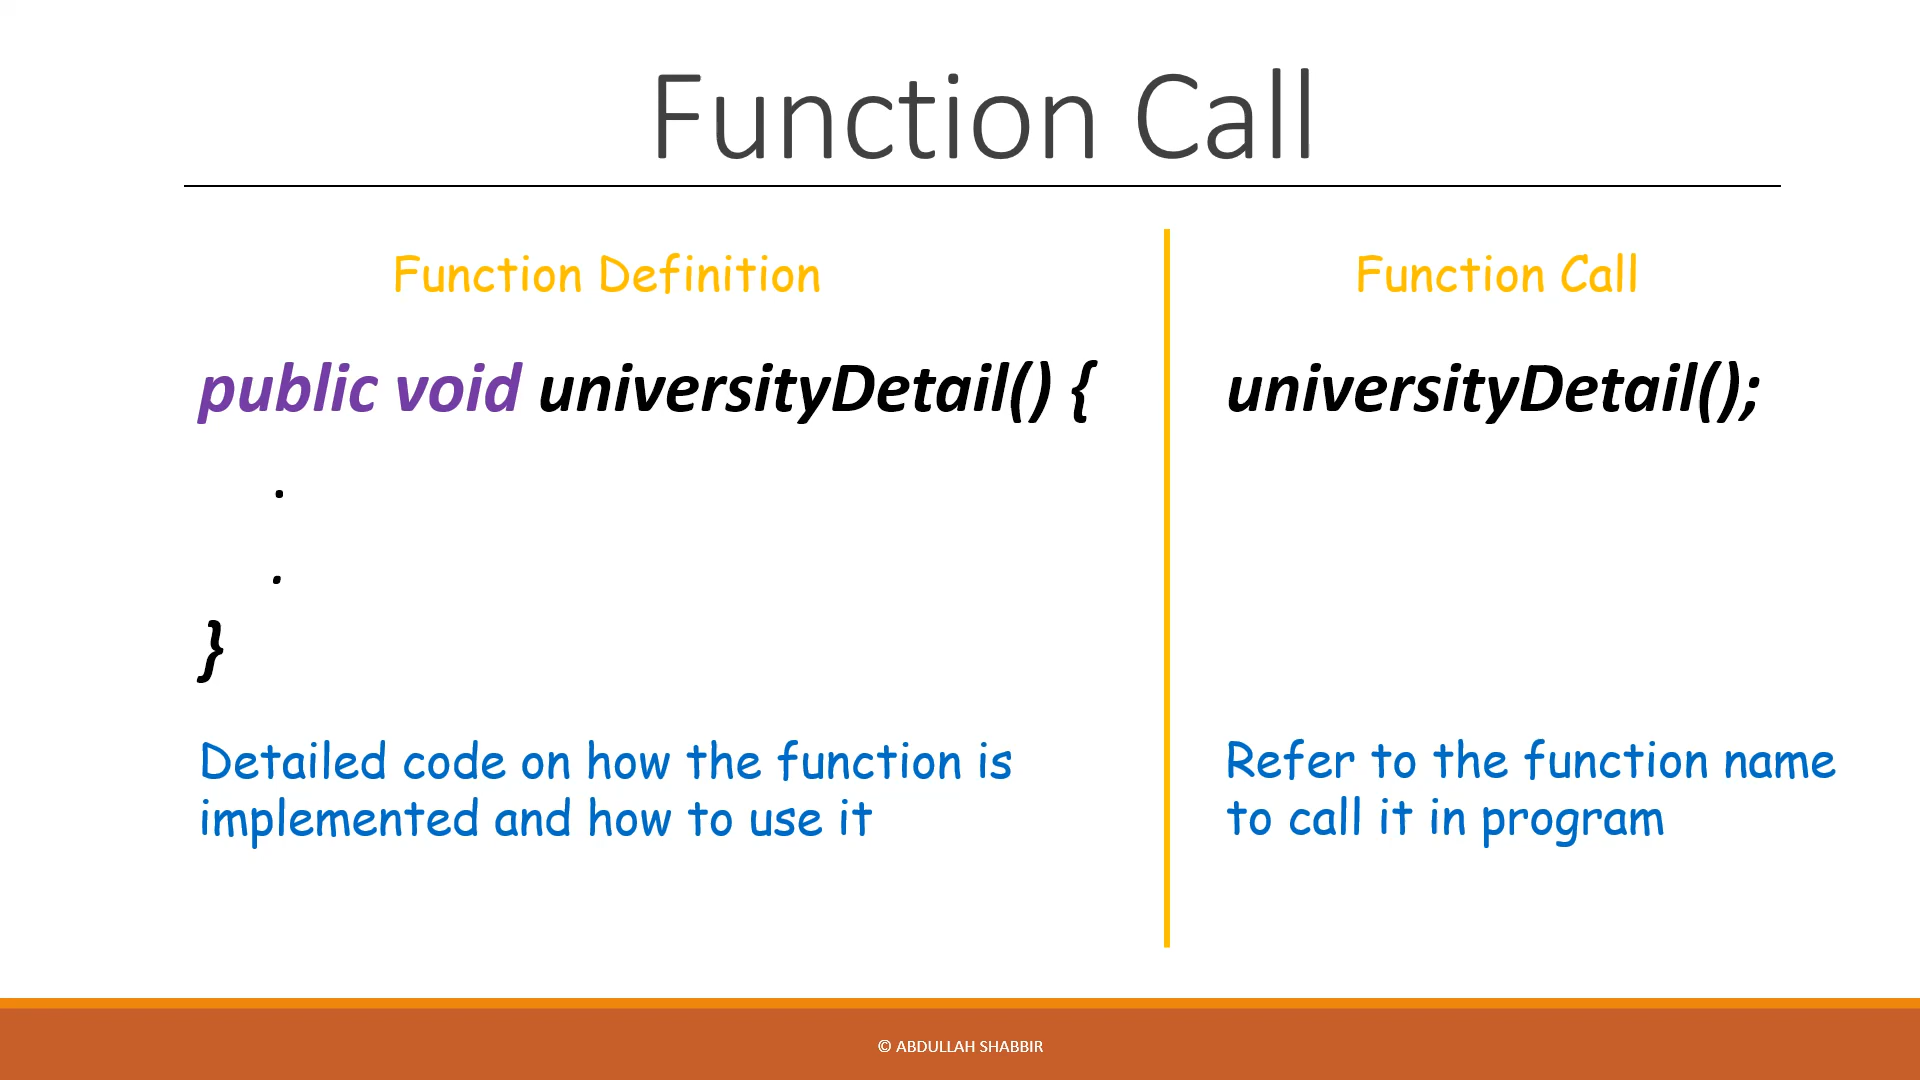 Function Call
Function Definition
public void universityDetail() {
.
.
}
Detailed code on how the function is
implemented and how to use it
Function Call
universityDetail();
Refer to the function name
to call it in program
© ABDULLAH SHABBIR